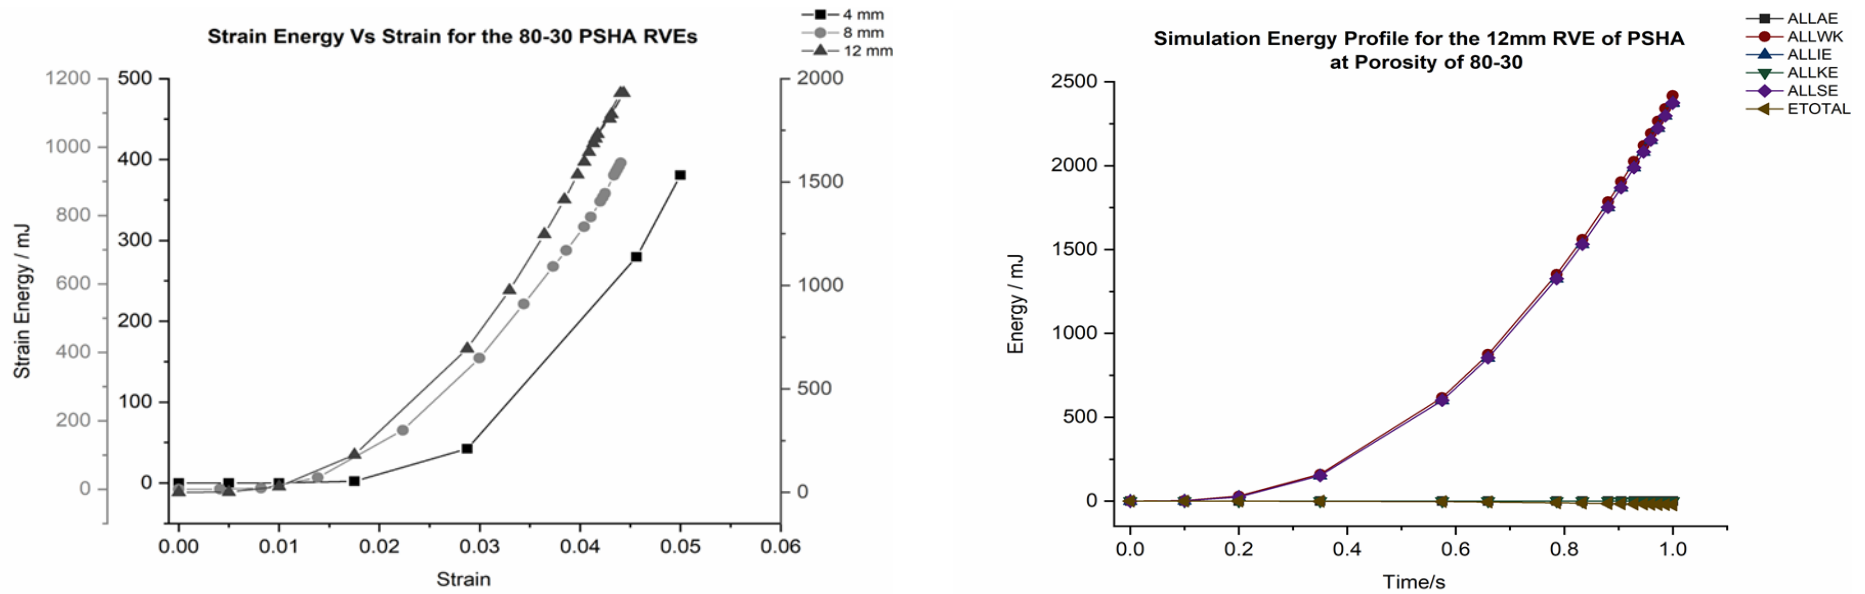 4 mm
8 mm
12 mm
Strain Energy Vs Strain for the 80-30 PSHA RVEs
1200
1000
800
600
400
200
0
500
400
300
200
100
0
2000
1500
1000
500
0
Strain Energy / mJ
0.00 0.01 0.02 0.03 0.04 0.05 0.06
Strain
ALLAE
ALLWK
ALLIE
ALLKE
ALLSE
ETOTAL
Simulation Energy Profile for the 12mm RVE of PSHA
at Porosity of 80-30
2500
2000
1500
1000
500
0
Energy / mJ
0.0 0.2 0.4 0.6 0.8 1.0
Time/s